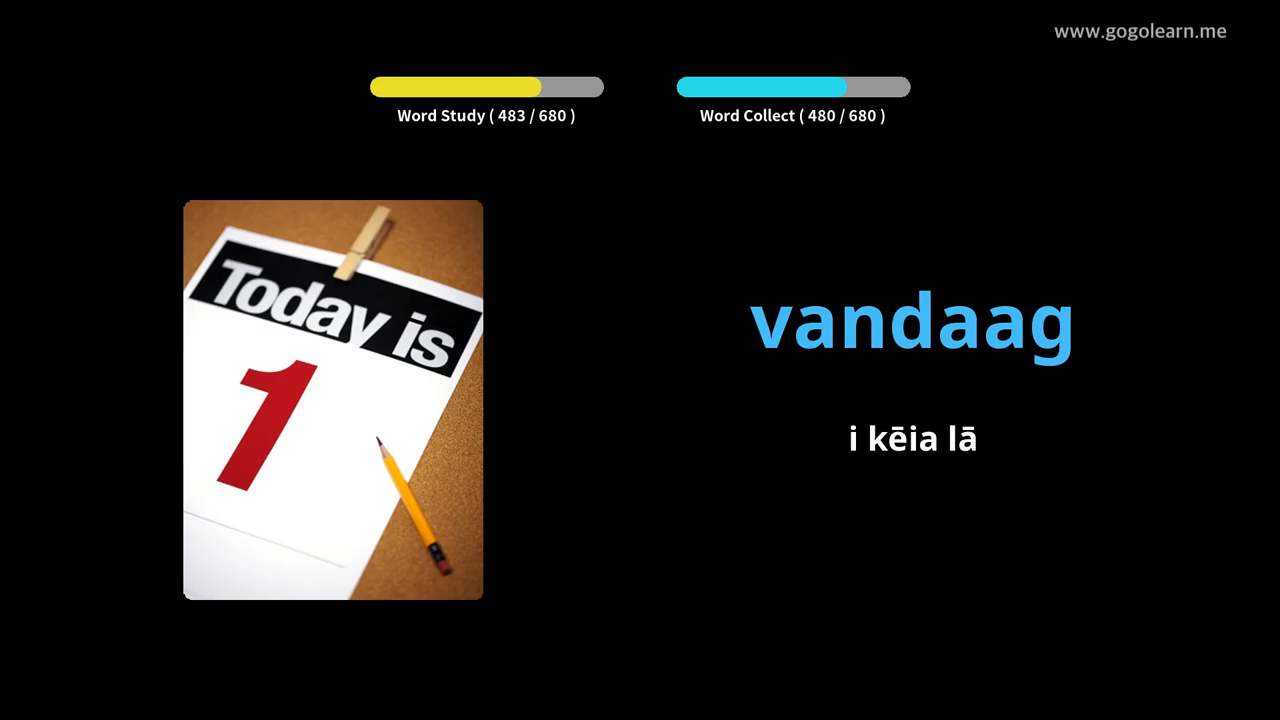 www.gogolearn.me
Word Study ( 483 / 680 )
Word Collect ( 480 / 680 )
Today is
1
vandaag
i kēia lā